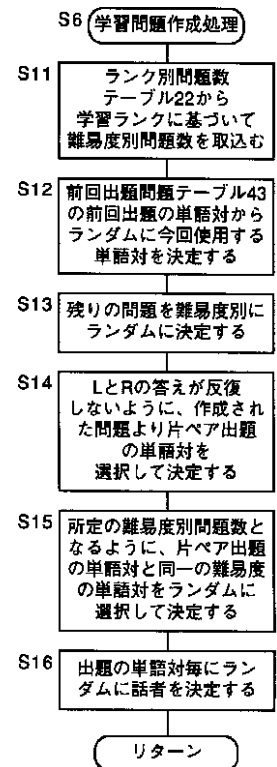 S6 学習問題作成処理
S11 ランク別問題数
テーブル22から
学習ランクに基づいて
難易度別問題数を取込む
S12 前回出題問題テーブル43
の前回出題の単語対から
ランダムに今回使用する
単語対を決定する
S13 残りの問題を難易度別に
ランダムに決定する
S14 LとRの答えが反復
しないように、作成され
た問題より片ペア出題
の単語対を
選択して決定する
S15 所定の難易度別問題数と
なるように、片ペア出題
の単語対と同一の難易度
の単語対をランダムに
選択して決定する
S16 出題の単語対毎にラン
ダムに話者を決定する
リターン